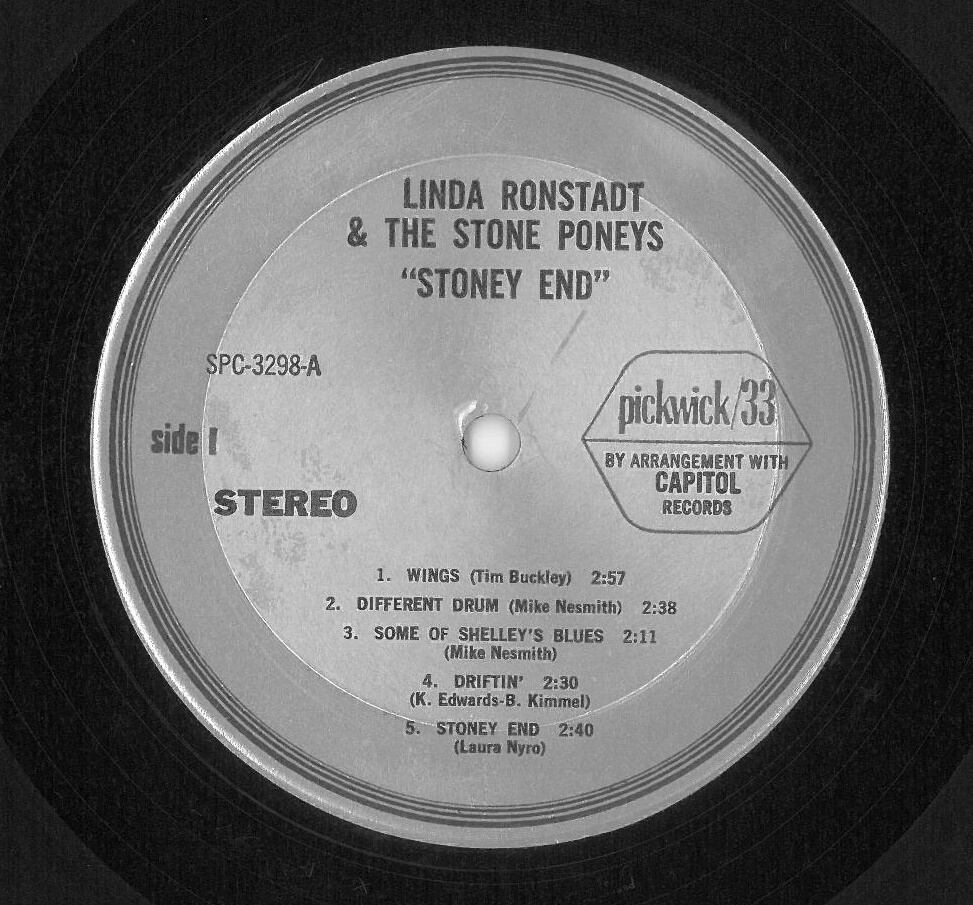 LINDA RONSTADT
& THE STONE PONEYS
"STONEY END"
SPC-3298-A
pickwick/33
side 1
BY ARRANGEMENT WITH
CAPITOL
RECORDS
STEREO
1. WINGS (Tim Buckley) 2:57
2. DIFFERENT DRUM (Mike Nesmith) 2:38
3. SOME OF SHELLEY'S BLUES 2:11
(Mike Nesmith)
4. DRIFTIN' 2:30
(K. Edwards-B. Kimmel)
5. STONEY END 2:40
(Laura Nyro)